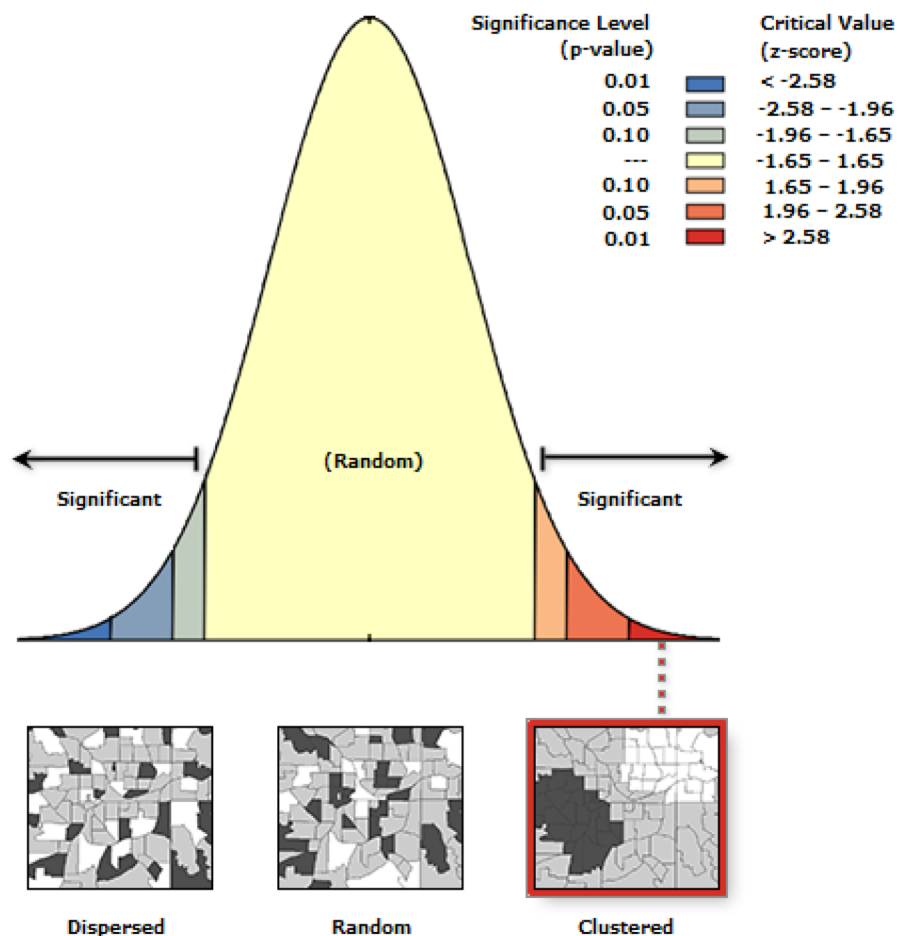 Significance Level Critical Value
(p-value) (z-score)
0.01 < -2.58
0.05 -2.58 – -1.96
0.10 -1.96 – -1.65
--- -1.65 – 1.65
0.10 1.65 – 1.96
0.05 1.96 – 2.58
0.01 > 2.58
(Random)
Significant Significant
Dispersed Random Clustered